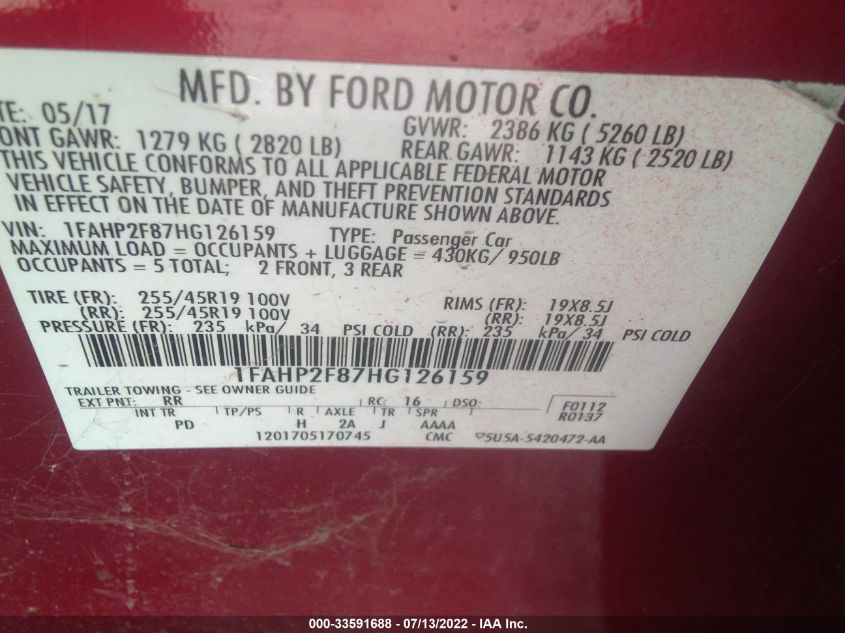 MFD. BY FORD MOTOR CO.
TE: 05/17 GVWR: 2386 KG ( 5260 LB)
ONT GAWR: 1279 KG ( 2820 LB) REAR GAWR: 1143 KG ( 2520 LB)
THIS VEHICLE CONFORMS TO ALL APPLICABLE FEDERAL MOTOR
VEHICLE SAFETY, BUMPER, AND THEFT PREVENTION STANDARDS
IN EFFECT ON THE DATE OF MANUFACTURE SHOWN ABOVE.
VIN: 1FAHP2F87HG126159 TYPE: Passenger Car
MAXIMUM LOAD = OCCUPANTS + LUGGAGE = 430KG/ 950LB
OCCUPANTS = 5 TOTAL; 2 FRONT, 3 REAR
TIRE (FR): 255/45R19 100V RIMS (FR): 19X8.5J
(RR): 255/45R19 100V (RR): 19X8.5J
PRESSURE (FR): 235 kPa/ 34 PSI COLD (RR): 235 kPa/ 34 PSI COLD
1FAHP2F87HG126159
TRAILER TOWING - SEE OWNER GUIDE
EXT PNT: RR RC: 16 DSO: F0112
INT TR TP/PS R AXLE TR SPR R0137
PD H 2A J AAAA
1201705170745 CMC 5U5A-5420472-AA
000-33591688 - 07/13/2022 - IAA Inc.